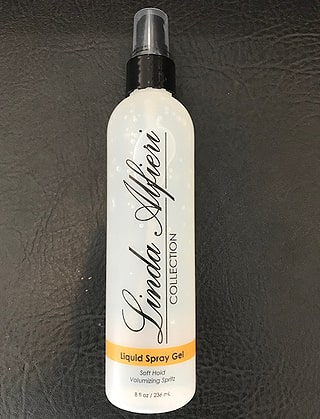 Linda Alfieri
COLLECTION
Liquid Spray Gel
Soft Hold
Volumizing Spritz
8 fl oz / 236 mL